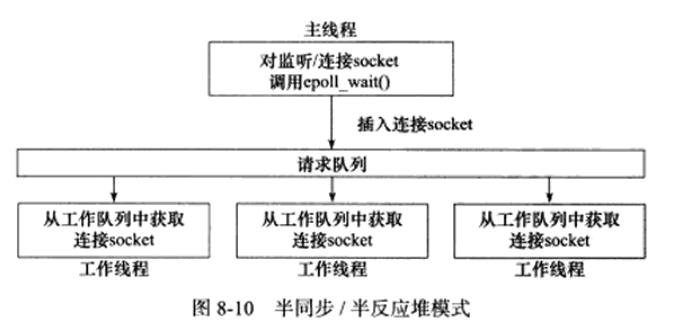 主线程
对监听/连接socket
调用epoll_wait()
插入连接socket
请求队列
从工作队列中获取
连接socket
从工作队列中获取
连接socket
从工作队列中获取
连接socket
工作线程
工作线程
工作线程
图 8-10 半同步/半反应堆模式